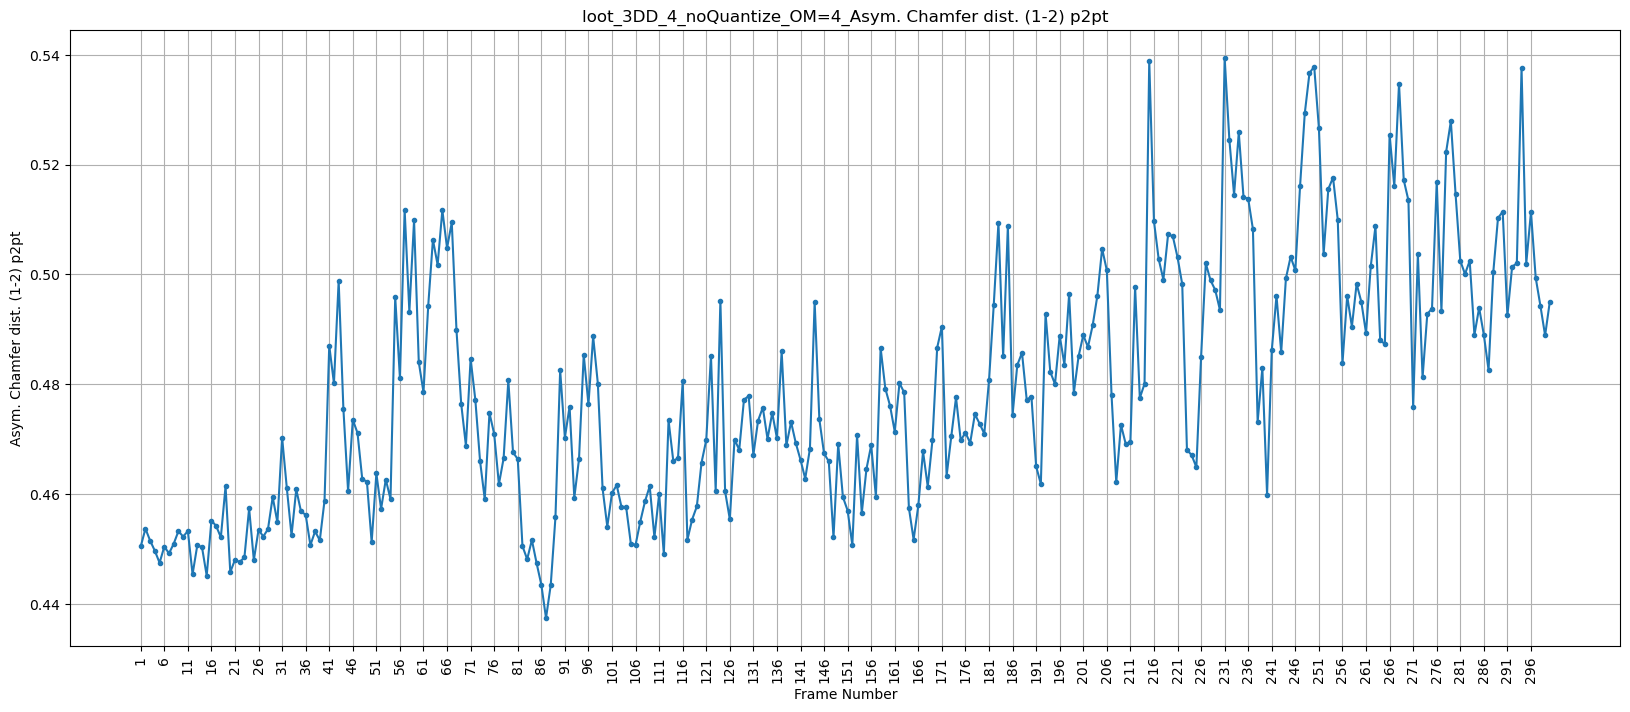 loot_3DD_4_noQuantize_OM=4_Asym. Chamfer dist. (1-2) p2pt
Asym. Chamfer dist. (1-2) p2pt
0.54
0.52
0.50
0.48
0.46
0.44
1 6 11 16 21 26 31 36 41 46 51 56 61 66 71 76 81 86 91 96 101 106 111 116 121 126 131 136 141 146 151 156 161 166 171 176 181 186 191 196 201 206 211 216 221 226 231 236 241 246 251 256 261 266 271 276 281 286 291 296
Frame Number